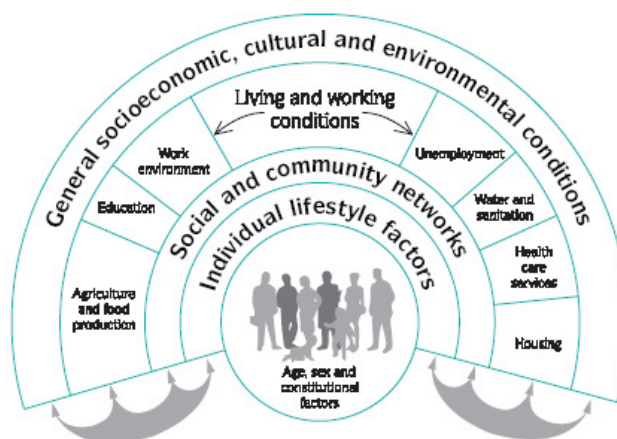 General socioeconomic, cultural and environmental conditions
Living and working
conditions
Work
environment
Unemployment
Education
Water and
sanitation
Social and community networks
Individual lifestyle factors
Health
care
services
Agriculture
and food
production
Housing
Age, sex and
constitutional
factors